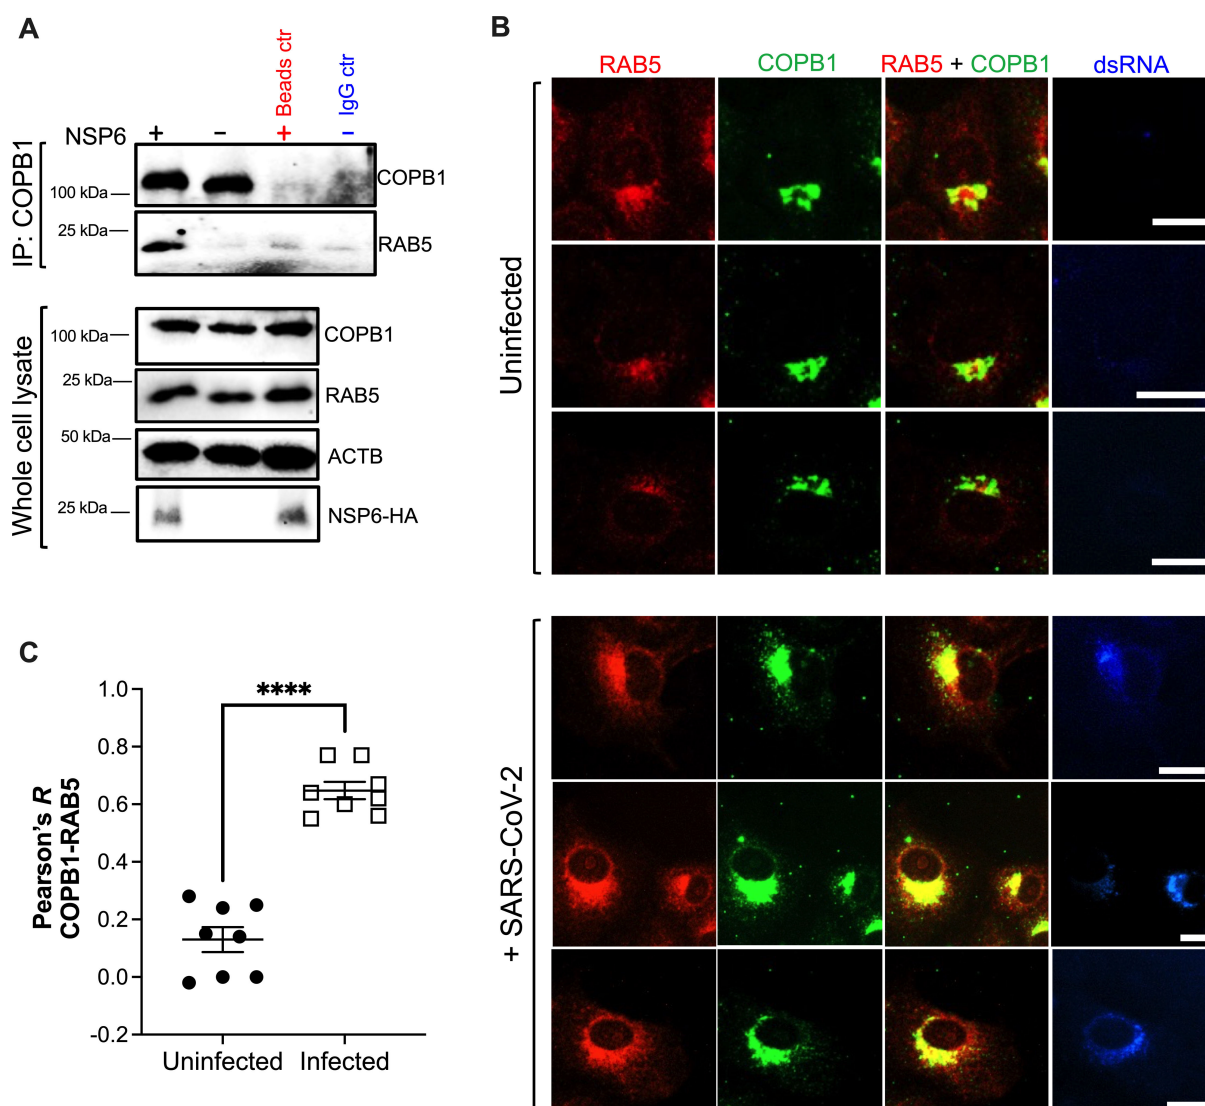 A
NSP6
+
−
+ Beads ctr
− IgG ctr
IP: COPB1
100 kDa
COPB1
25 kDa
RAB5
Whole cell lysate
100 kDa
COPB1
25 kDa
RAB5
50 kDa
ACTB
25 kDa
NSP6-HA
B
RAB5
COPB1
RAB5 + COPB1
dsRNA
Uninfected
+ SARS-CoV-2
C
Pearson's R
COPB1-RAB5
1.0
0.8
0.6
0.4
0.2
0.0
-0.2
****
Uninfected
Infected